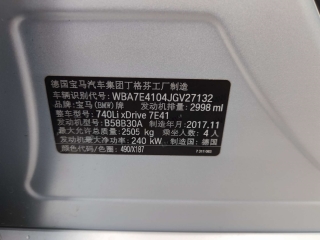 德国宝马汽车集团丁格芬工厂制造
车辆识别代号: WBA7E4104JGV27132
品牌: 宝马(BMW)牌 发动机排量: 2998 ml
整车型号: 740Li xDrive 7E41
发动机型号: B58B30A 制造年月: 2017.11
最大允许总质量: 2505 kg 乘坐人数: 4 人
发动机最大净功率: 240 kW 制造国: 德国
颜色代码/色圈: 490/X187